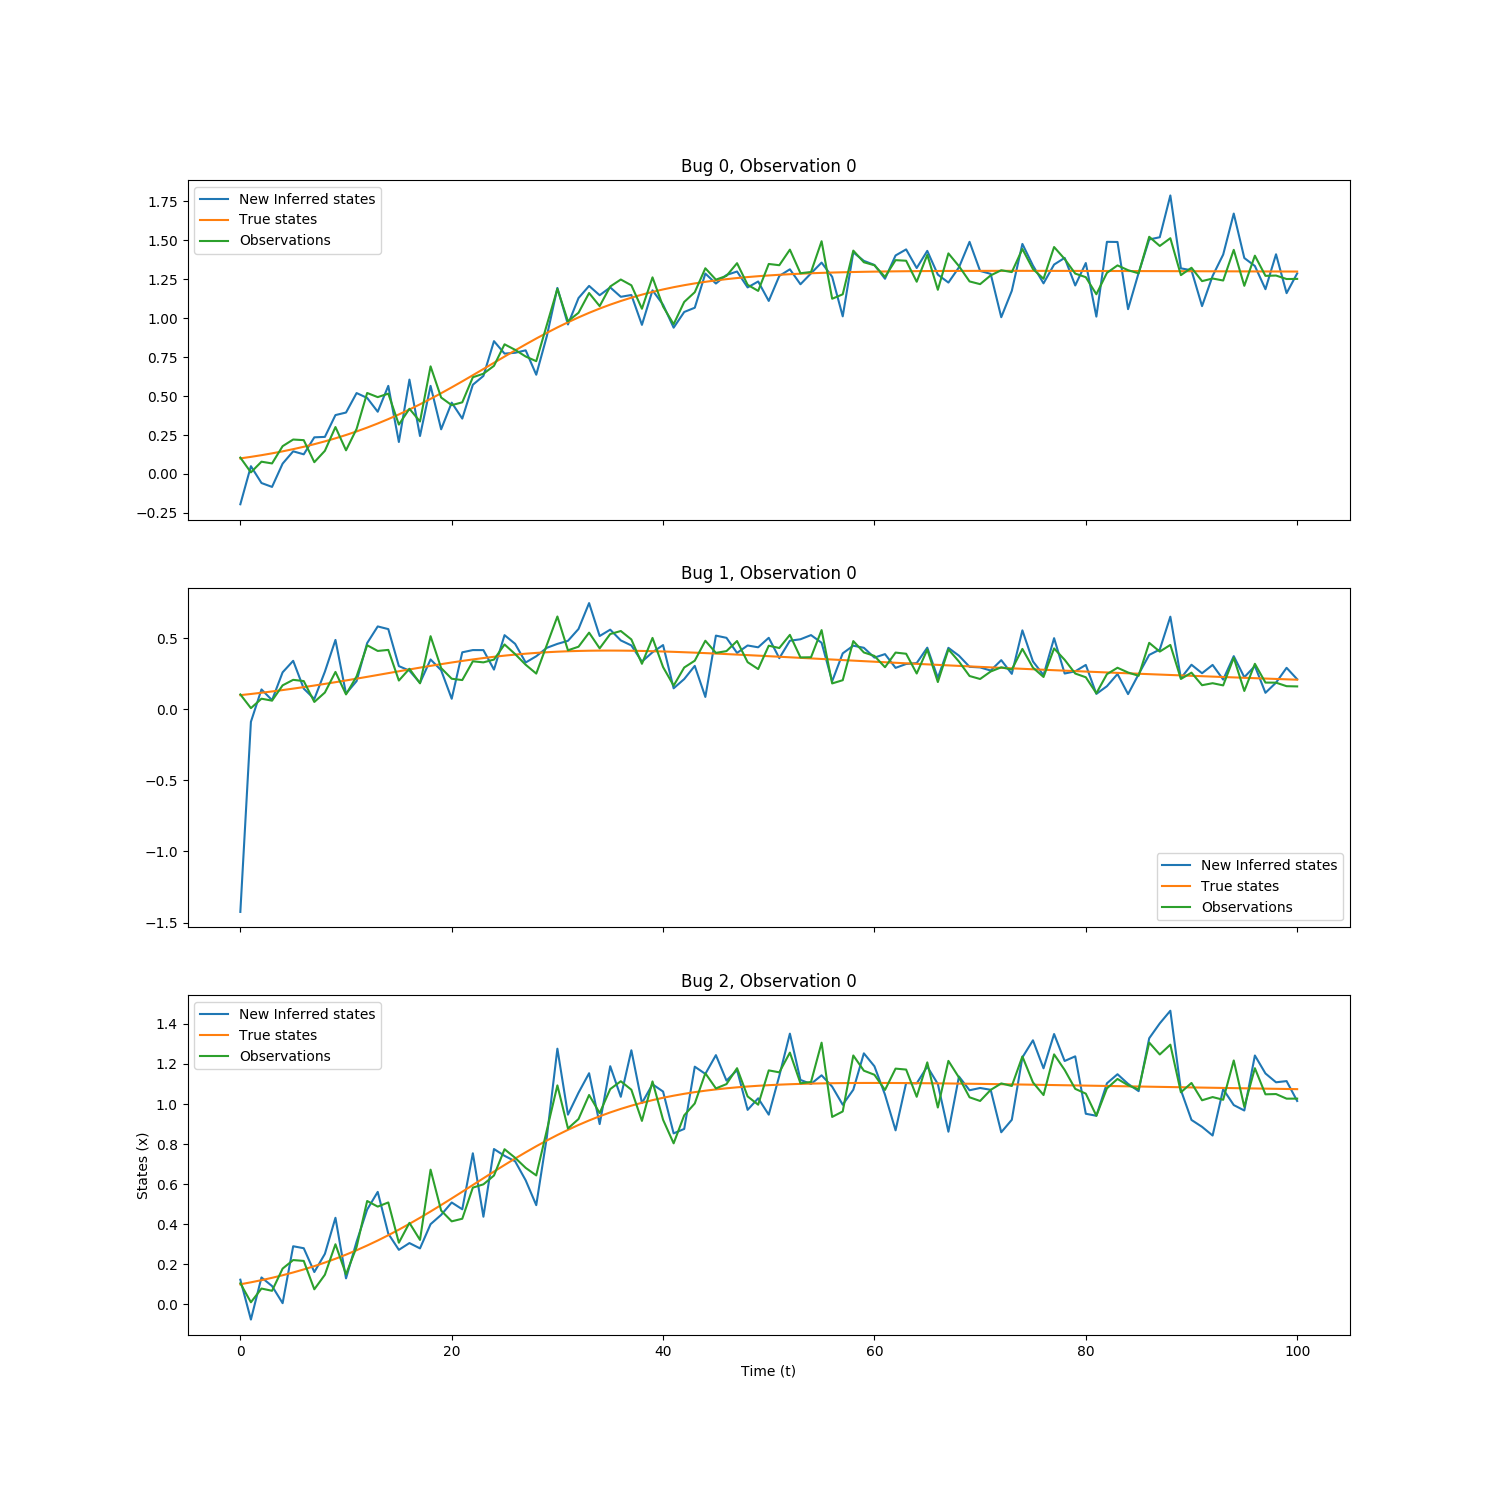 Bug 0, Observation 0
New Inferred states
True states
Observations
1.75
1.50
1.25
1.00
0.75
0.50
0.25
0.00
−0.25
Bug 1, Observation 0
0.5
0.0
−0.5
−1.0
−1.5
New Inferred states
True states
Observations
Bug 2, Observation 0
New Inferred states
True states
Observations
1.4
1.2
1.0
0.8
0.6
0.4
0.2
0.0
States (x)
0 20 40 60 80 100
Time (t)